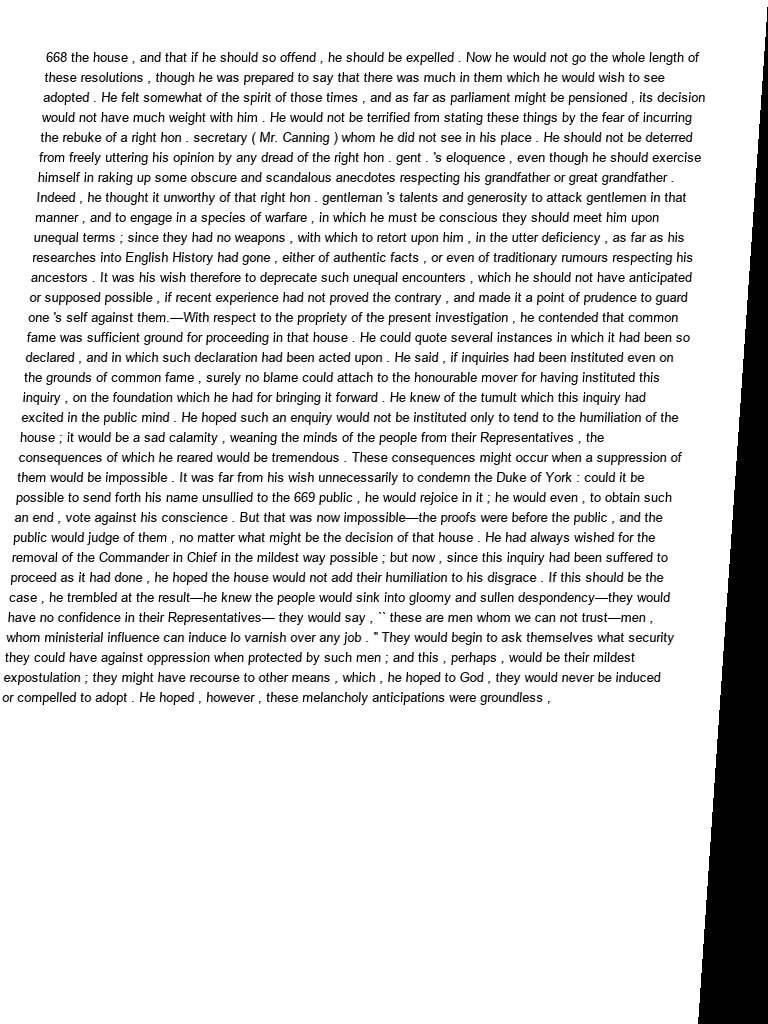 668 the house , and that if he should so offend , he should be expelled . Now he would not go the whole length of
these resolutions , though he was prepared to say that there was much in them which he would wish to see
adopted . He felt somewhat of the spirit of those times , and as far as parliament might be pensioned , its decision
would not have much weight with him . He would not be terrified from stating these things by the fear of incurring
the rebuke of a right hon . secretary ( Mr. Canning ) whom he did not see in his place . He should not be deterred
from freely uttering his opinion by any dread of the right hon . gent . 's eloquence , even though he should exercise
himself in raking up some obscure and scandalous anecdotes respecting his grandfather or great grandfather .
Indeed , he thought it unworthy of that right hon . gentleman 's talents and generosity to attack gentlemen in that
manner , and to engage in a species of warfare , in which he must be conscious they should meet him upon
unequal terms ; since they had no weapons , with which to retort upon him , in the utter deficiency , as far as his
researches into English History had gone , either of authentic facts , or even of traditionary rumours respecting his
ancestors . It was his wish therefore to deprecate such unequal encounters , which he should not have anticipated
or supposed possible , if recent experience had not proved the contrary , and made it a point of prudence to guard
one 's self against them.—With respect to the propriety of the present investigation , he contended that common
fame was sufficient ground for proceeding in that house . He could quote several instances in which it had been so
declared , and in which such declaration had been acted upon . He said , if inquiries had been instituted even on
the grounds of common fame , surely no blame could attach to the honourable mover for having instituted this
inquiry , on the foundation which he had for bringing it forward . He knew of the tumult which this inquiry had
excited in the public mind . He hoped such an enquiry would not be instituted only to tend to the humiliation of the
house ; it would be a sad calamity , weaning the minds of the people from their Representatives , the
consequences of which he reared would be tremendous . These consequences might occur when a suppression of
them would be impossible . It was far from his wish unnecessarily to condemn the Duke of York : could it be
possible to send forth his name unsullied to the 669 public , he would rejoice in it ; he would even , to obtain such
an end , vote against his conscience . But that was now impossible—the proofs were before the public , and the
public would judge of them , no matter what might be the decision of that house . He had always wished for the
removal of the Commander in Chief in the mildest way possible ; but now , since this inquiry had been suffered to
proceed as it had done , he hoped the house would not add their humiliation to his disgrace . If this should be the
case , he trembled at the result—he knew the people would sink into gloomy and sullen despondency—they would
have no confidence in their Representatives— they would say , `` these are men whom we can not trust—men ,
whom ministerial influence can induce lo varnish over any job . '' They would begin to ask themselves what security
they could have against oppression when protected by such men ; and this , perhaps , would be their mildest
expostulation ; they might have recourse to other means , which , he hoped to God , they would never be induced
or compelled to adopt . He hoped , however , these melancholy anticipations were groundless ,